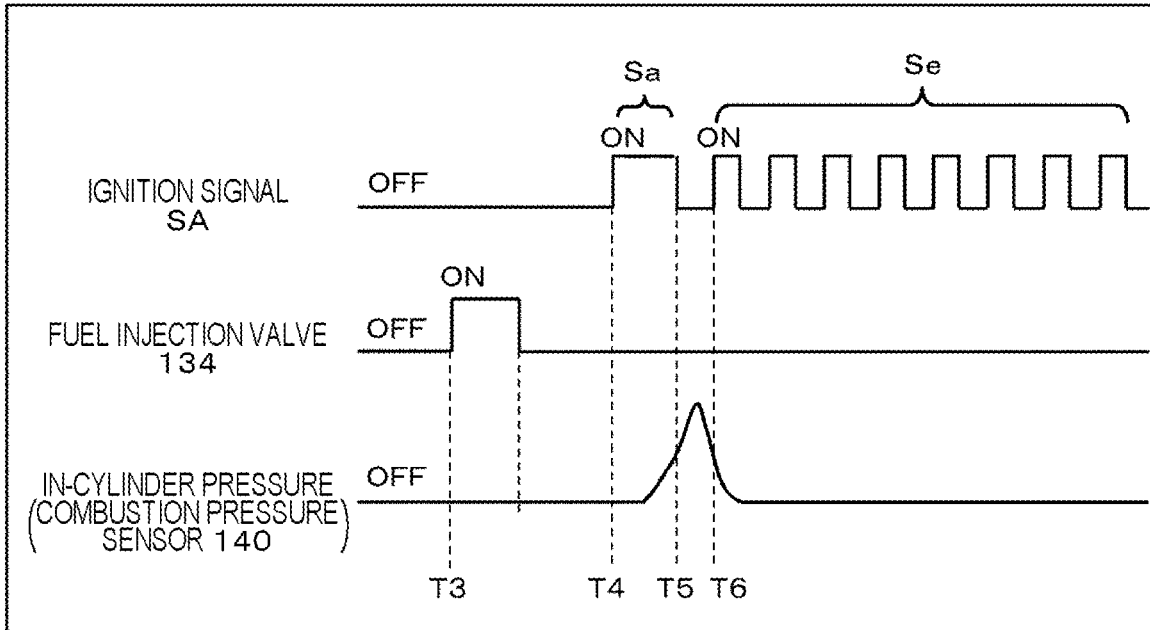 Sa
Se
ON
ON
IGNITION SIGNAL
SA
OFF
ON
FUEL INJECTION VALVE
134
OFF
IN-CYLINDER PRESSURE
(COMBUSTION PRESSURE)
SENSOR 140
OFF
T3
T4
T5
T6